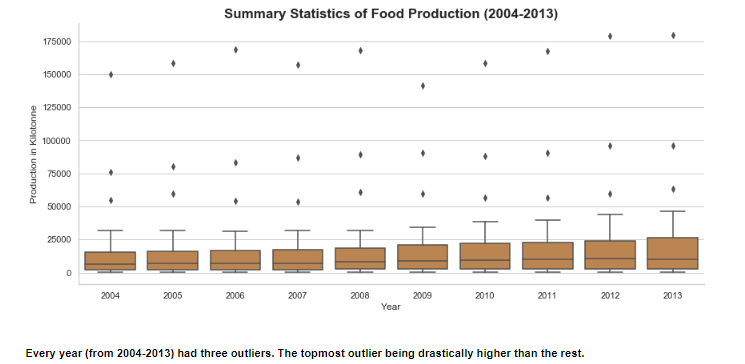 Summary Statistics of Food Production (2004-2013)
175000
150000
125000
100000
75000
50000
25000
0
Production in Kilotonne
2004 2005 2006 2007 2008 2009 2010 2011 2012 2013
Year
Every year (from 2004-2013) had three outliers. The topmost outlier being drastically higher than the rest.